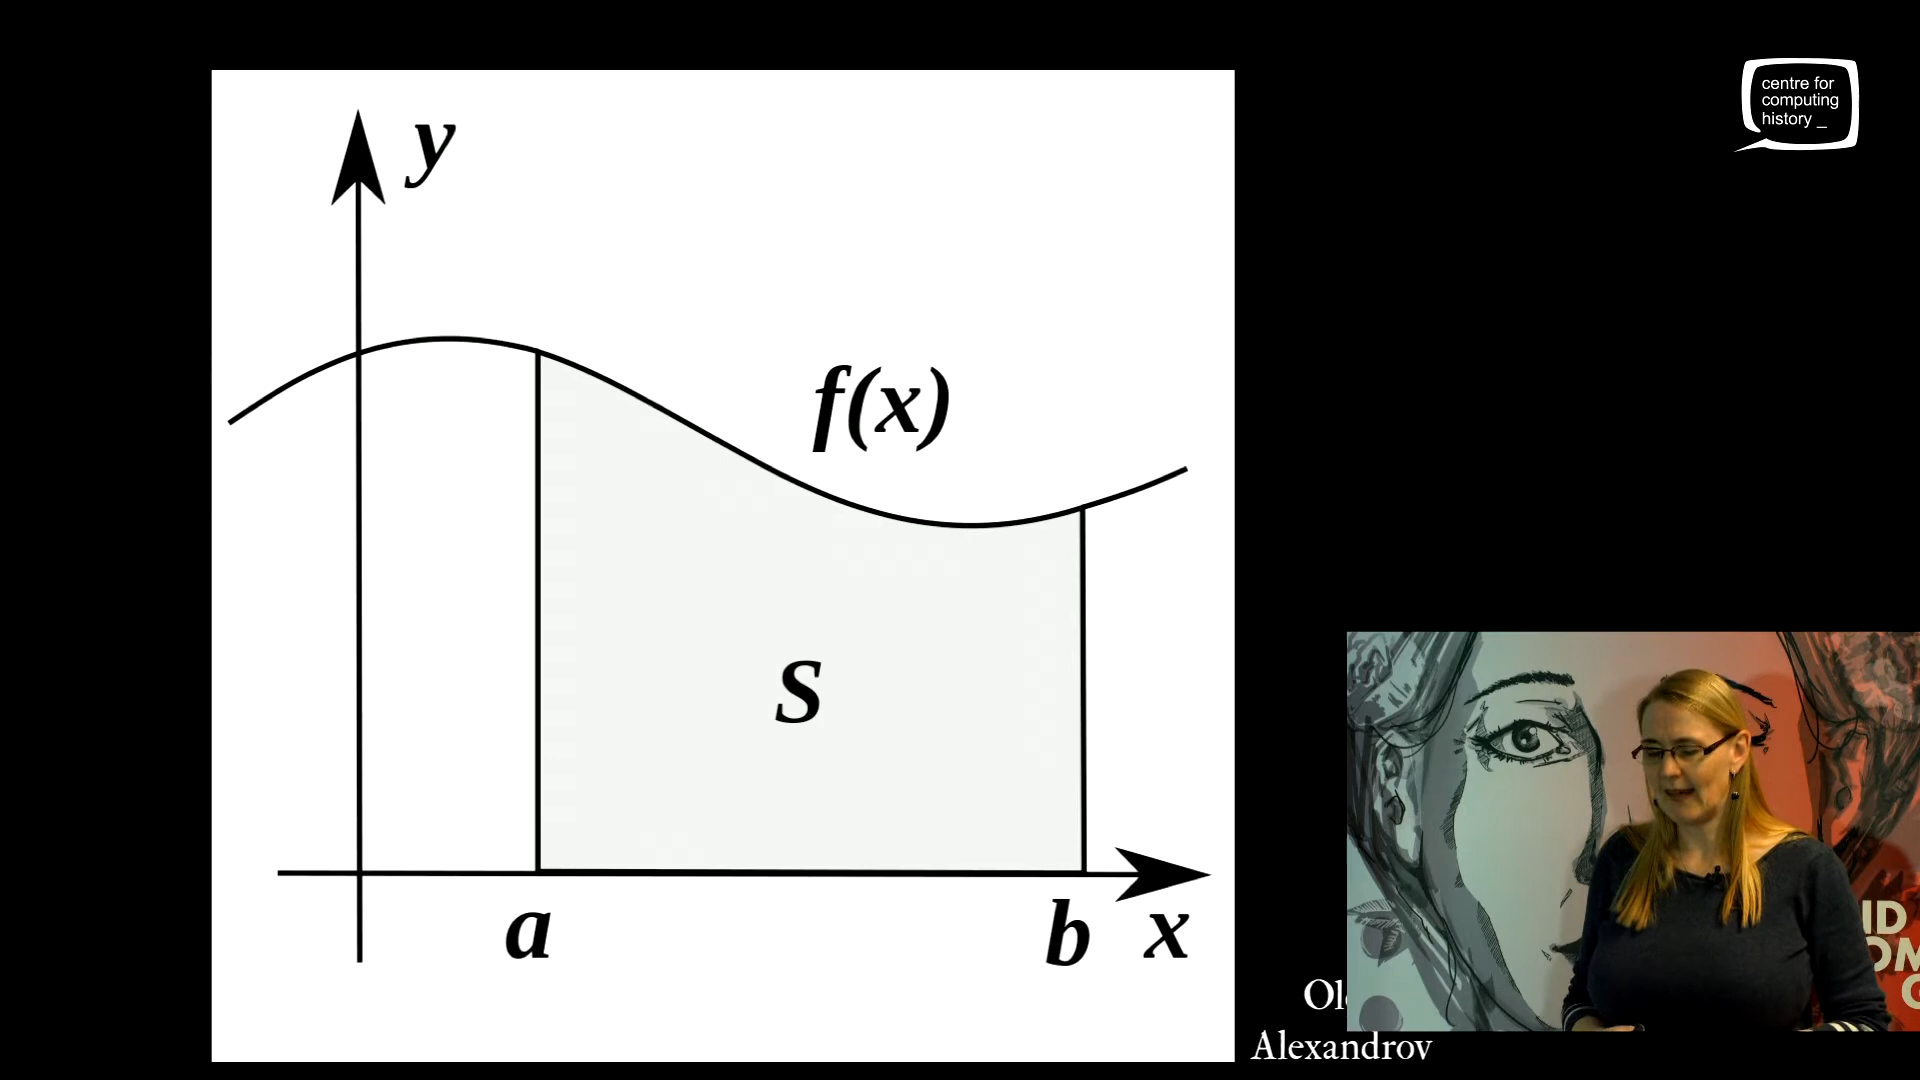 centre for
computing
history _
y
f(x)
S
a
b
x
Alexandrov